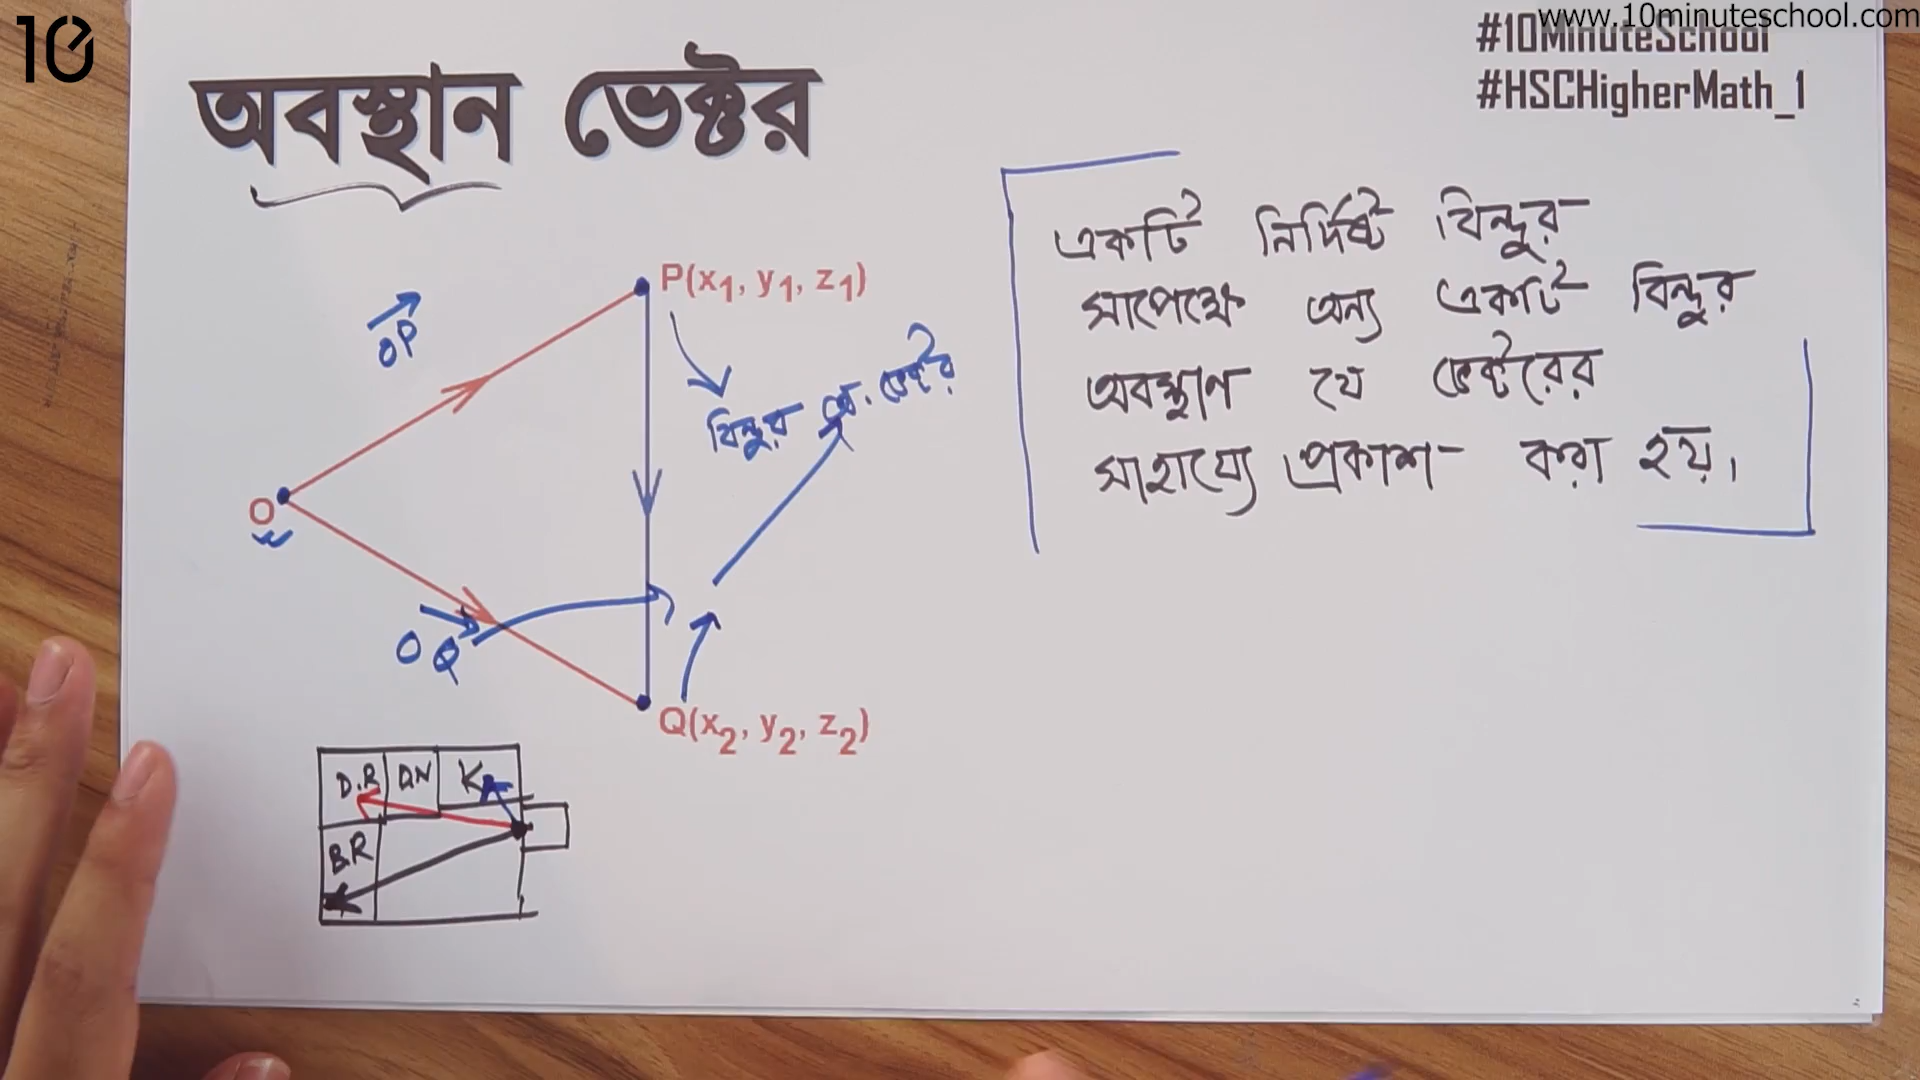 10
www.10minuteschool.com
#10MinuteSchool
#HSCHigherMath_1
অবস্থান ভেক্টর
একটি নির্দিষ্ট বিন্দুর
সাপেক্ষে অন্য একটি বিন্দুর
অবস্থান যে ভেক্টরের
সাহায্যে প্রকাশ করা হয়।
P(x₁, y₁, z₁)
OP
বিন্দুর অ. ভেক্টর
O
OQ
Q(x₂, y₂, z₂)
D.R DN K
B.R